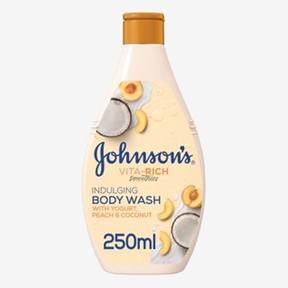 Johnson's
VITA-RICH
Smoothies
INDULGING
BODY WASH
WITH YOGURT,
PEACH & COCONUT
250ml